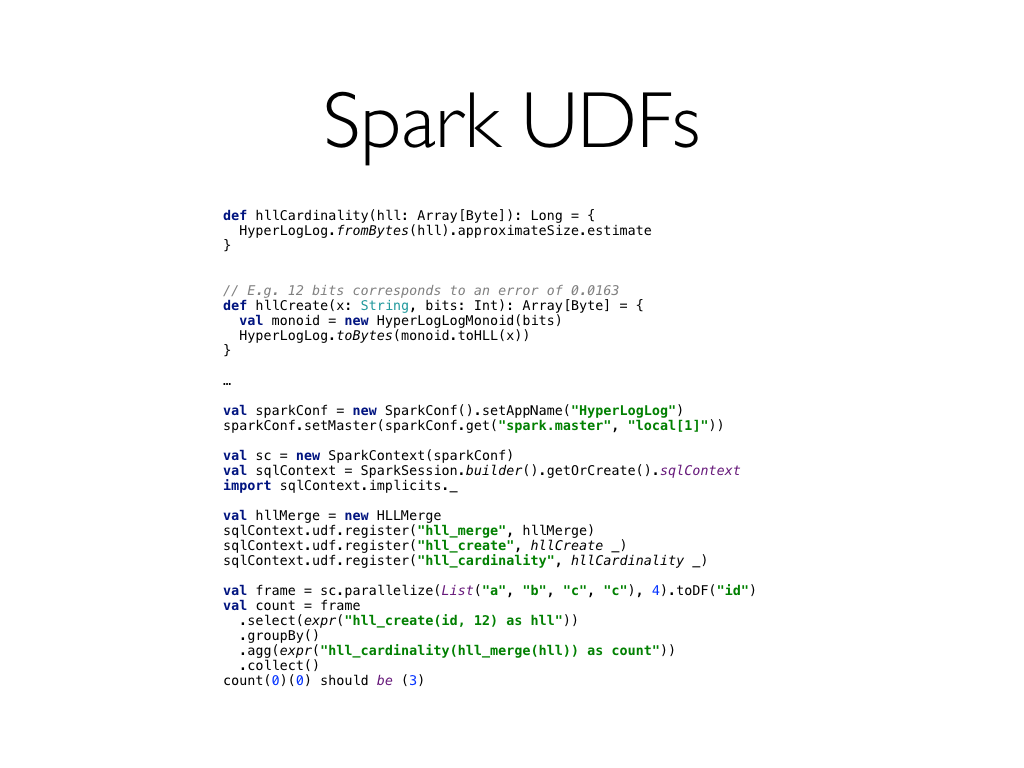 Spark UDFs
def hllCardinality(hll: Array[Byte]): Long = {
  HyperLogLog.fromBytes(hll).approximateSize.estimate
}
// E.g. 12 bits corresponds to an error of 0.0163
def hllCreate(x: String, bits: Int): Array[Byte] = {
  val monoid = new HyperLogLogMonoid(bits)
  HyperLogLog.toBytes(monoid.toHLL(x))
}
…
val sparkConf = new SparkConf().setAppName("HyperLogLog")
sparkConf.setMaster(sparkConf.get("spark.master", "local[1]"))
val sc = new SparkContext(sparkConf)
val sqlContext = SparkSession.builder().getOrCreate().sqlContext
import sqlContext.implicits._
val hllMerge = new HLLMerge
sqlContext.udf.register("hll_merge", hllMerge)
sqlContext.udf.register("hll_create", hllCreate _)
sqlContext.udf.register("hll_cardinality", hllCardinality _)
val frame = sc.parallelize(List("a", "b", "c", "c"), 4).toDF("id")
val count = frame
  .select(expr("hll_create(id, 12) as hll"))
  .groupBy()
  .agg(expr("hll_cardinality(hll_merge(hll)) as count"))
  .collect()
count(0)(0) should be (3)